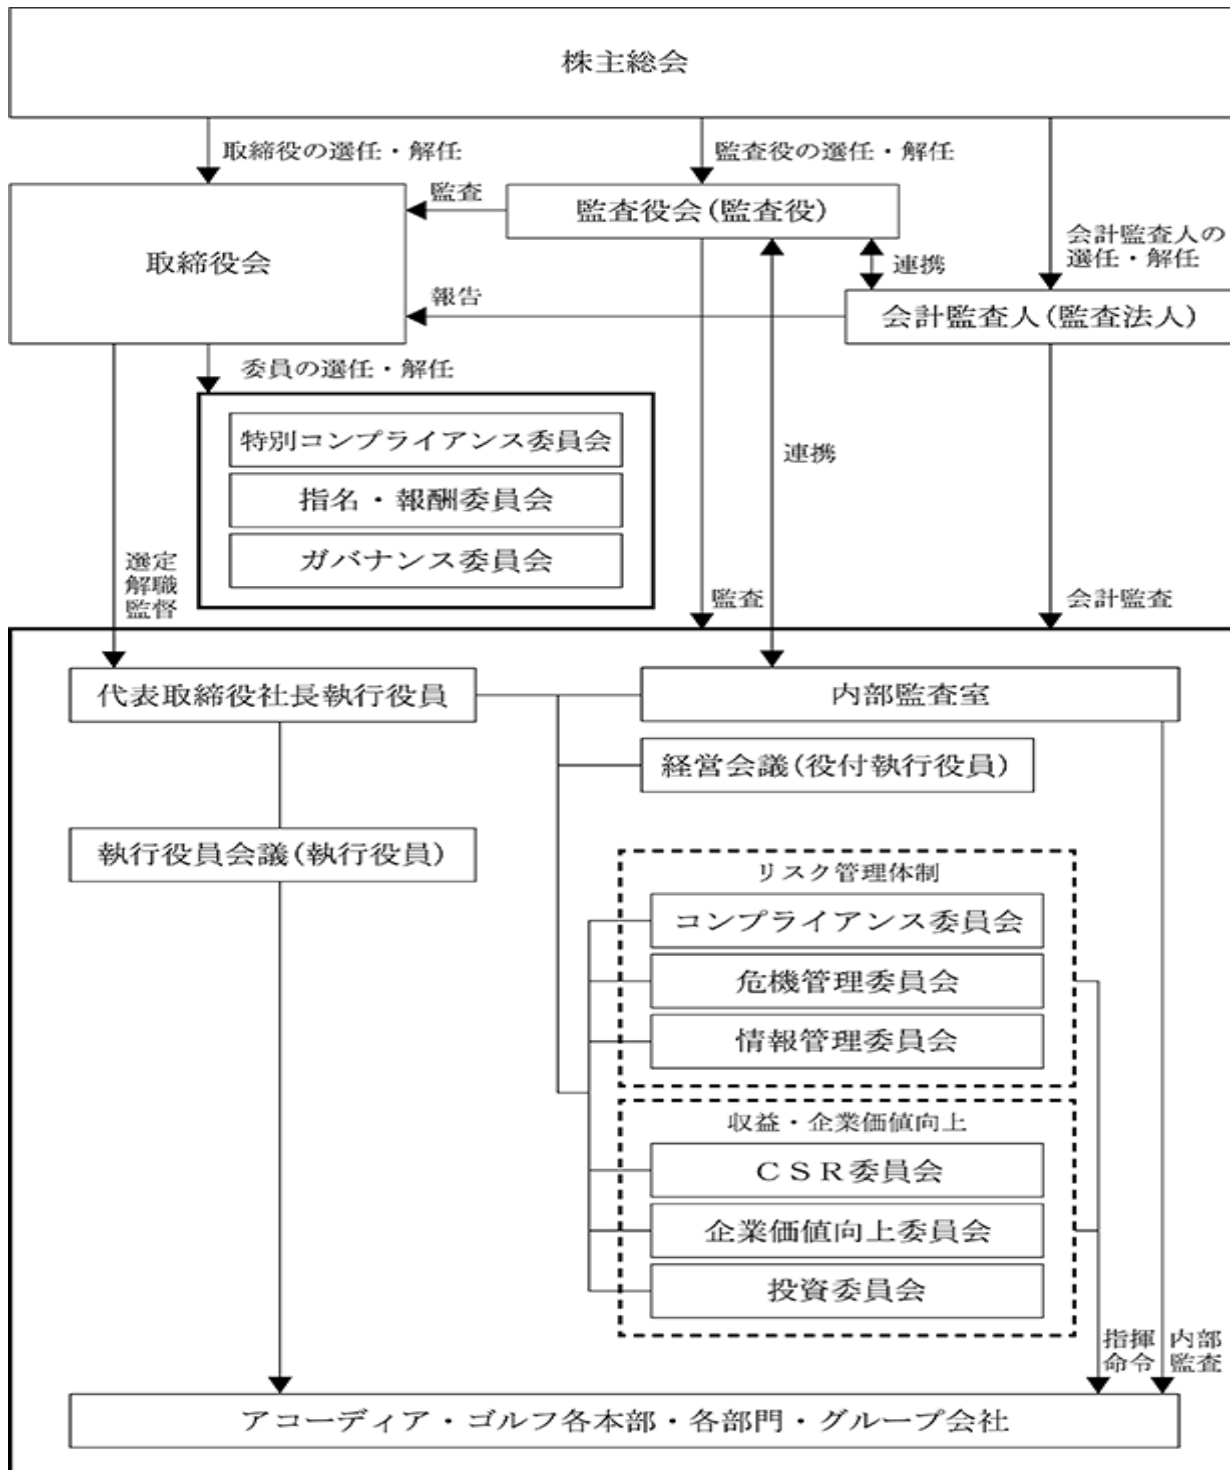 株主総会
取締役の選任・解任
監査役の選任・解任
監査
監査役会(監査役)
会計監査人の
選任・解任
取締役会
連携
報告
会計監査人(監査法人)
委員の選任・解任
特別コンプライアンス委員会
連携
指名・報酬委員会
ガバナンス委員会
選定
解職
監督
監査
会計監査
代表取締役社長執行役員
内部監査室
経営会議(役付執行役員)
執行役員会議(執行役員)
リスク管理体制
コンプライアンス委員会
危機管理委員会
情報管理委員会
収益・企業価値向上
ＣＳＲ委員会
企業価値向上委員会
投資委員会
指揮
命令
内部
監査
アコーディア・ゴルフ各本部・各部門・グループ会社